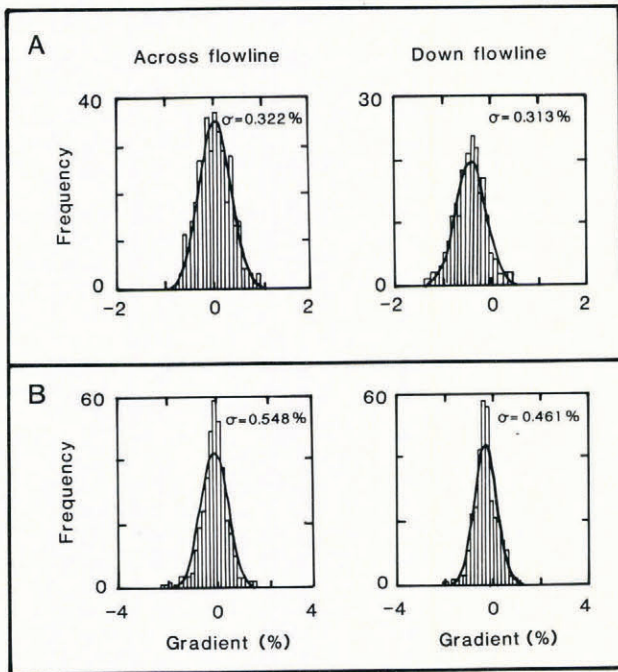 A
Across flowline
Down flowline
40
σ=0.322%
30
σ=0.313%
Frequency
0
0
-2
0
2
-2
0
2
B
60
σ=0.548%
60
σ=0.461%
Frequency
0
0
-4
0
4
-4
0
4
Gradient (%)
Gradient (%)